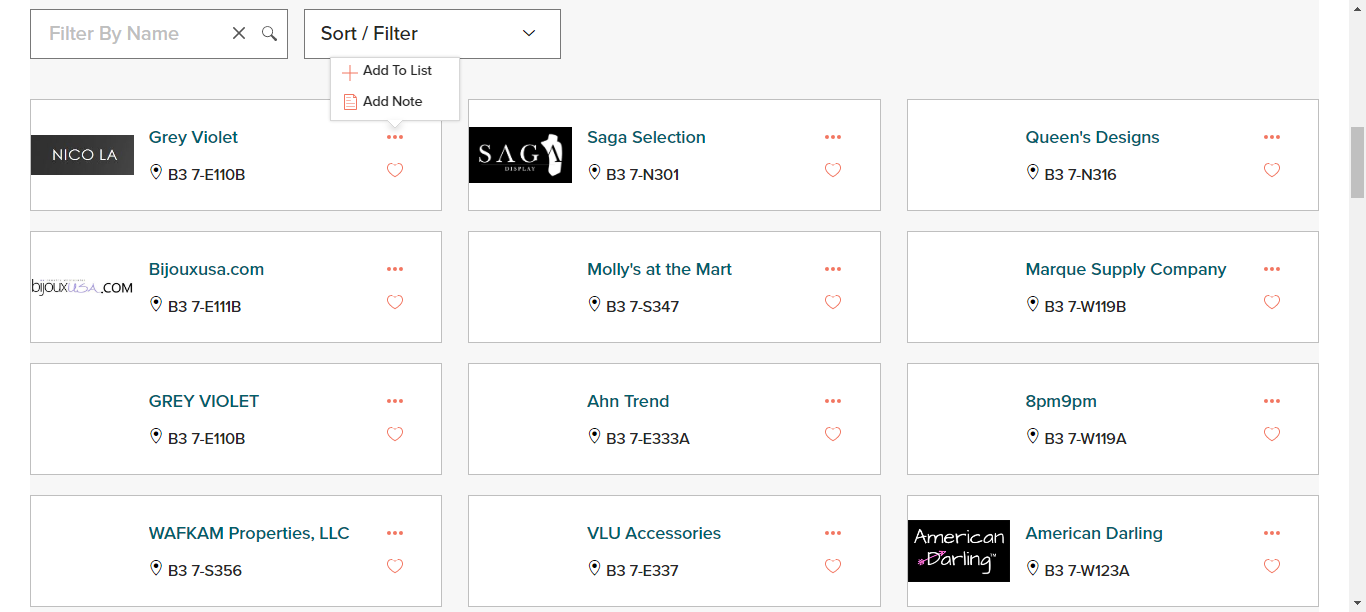 Filter By Name
Sort / Filter
Add To List
Add Note
NICO LA
Grey Violet
B3 7-E110B
SAGA
DISPLAY
Saga Selection
B3 7-N301
Queen's Designs
B3 7-N316
bijouxusa.COM
Bijouxusa.com
B3 7-E111B
Molly's at the Mart
B3 7-S347
Marque Supply Company
B3 7-W119B
GREY VIOLET
B3 7-E110B
Ahn Trend
B3 7-E333A
8pm9pm
B3 7-W119A
WAFKAM Properties, LLC
B3 7-S356
VLU Accessories
B3 7-E337
American
Darling™
American Darling
B3 7-W123A